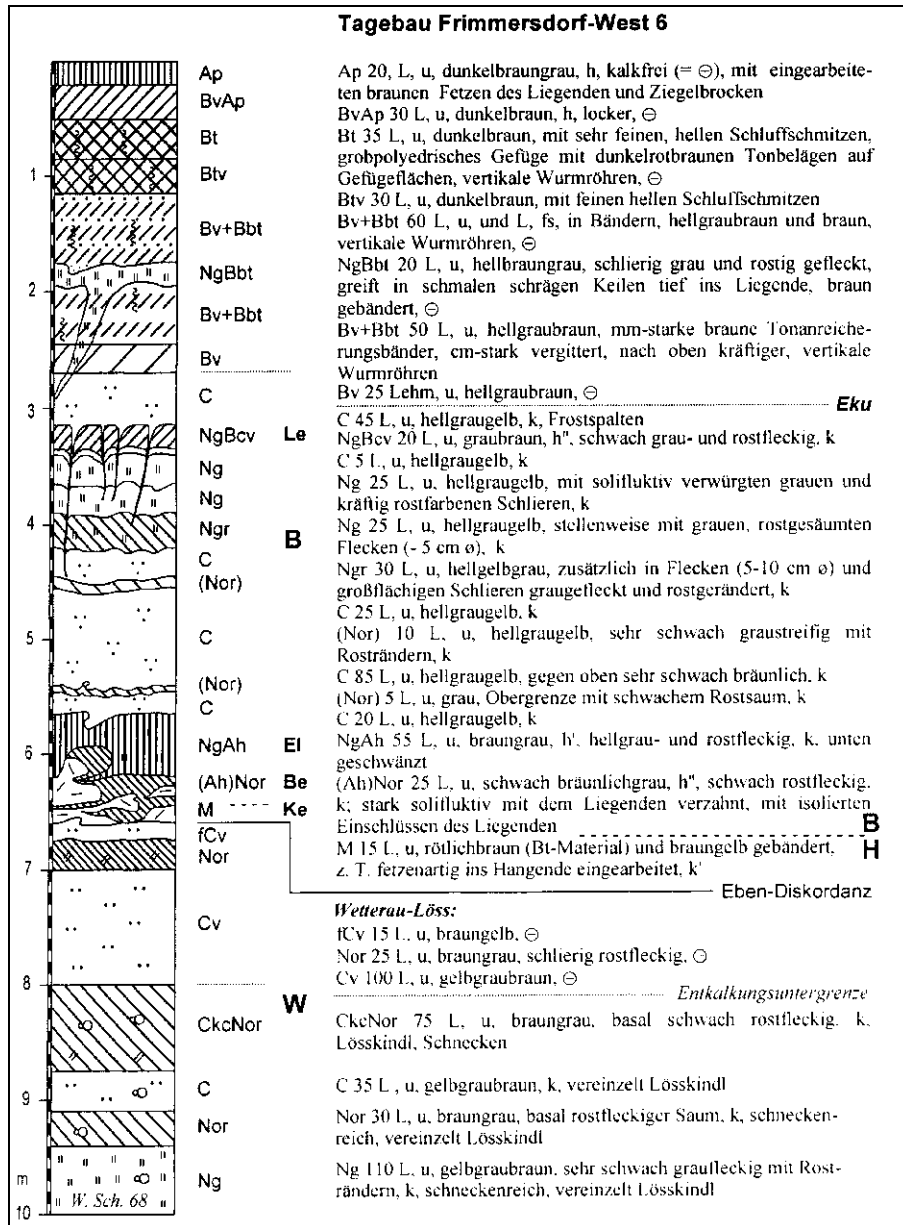 Tagebau Frimmersdorf-West 6
Ap
BvAp
Bt
1
Btv
Bv+Bbt
NgBbt
2
Bv+Bbt
Bv
C
3
NgBcv Le
Ng
Ng
4
Ngr
B
C
(Nor)
5
C
(Nor)
C
6
NgAh El
(Ah)Nor Be
M Ke
fCv
7
Nor
Cv
8
W
CkcNor
C
9
Nor
m
Ng
10
W. Sch. 68
Ap 20, L, u, dunkelbraungrau, h, kalkfrei (= ⊖), mit eingearbeite-
ten braunen Fetzen des Liegenden und Ziegelbrocken
BvAp 30 L, u, dunkelbraun, h, locker, ⊖
Bt 35 L, u, dunkelbraun, mit sehr feinen, hellen Schluffschmitzen,
grobpolyedrisches Gefüge mit dunkelrotbraunen Tonbelägen auf
Gefügeflächen, vertikale Wurmröhren, ⊖
Btv 30 L, u, dunkelbraun, mit feinen hellen Schluffschmitzen
Bv+Bbt 60 L, u, und L, fs, in Bändern, hellgraubraun und braun,
vertikale Wurmröhren, ⊖
NgBbt 20 L, u, hellbraungrau, schlierig grau und rostig gefleckt,
greift in schmalen schrägen Keilen tief ins Liegende, braun
gebändert, ⊖
Bv+Bbt 50 L, u, hellgraubraun, mm-starke braune Tonanreiche-
rungsbänder, cm-stark vergittert, nach oben kräftiger, vertikale
Wurmröhren
Bv 25 Lehm, u, hellgraubraun, ⊖
Eku
C 45 L, u, hellgraugelb, k, Frostspalten
NgBcv 20 L, u, graubraun, h'', schwach grau- und rostfleckig, k
C 5 L, u, hellgraugelb, k
Ng 25 L, u, hellgraugelb, mit solifluktiv verwürgten grauen und
kräftig rostfarbenen Schlieren, k
Ng 25 L, u, hellgraugelb, stellenweise mit grauen, rostgesäumten
Flecken (- 5 cm ø), k
Ngr 30 L, u, hellgelbgrau, zusätzlich in Flecken (5-10 cm ø) und
großflächigen Schlieren graugefleckt und rostgerändert, k
C 25 L, u, hellgraugelb, k
(Nor) 10 L, u, hellgraugelb, sehr schwach graustreifig mit
Rosträndern, k
C 85 L, u, hellgraugelb, gegen oben sehr schwach bräunlich, k
(Nor) 5 L, u, grau, Obergrenze mit schwachem Rostsaum, k
C 20 L, u, hellgraugelb, k
NgAh 55 L, u, braungrau, h', hellgrau- und rostfleckig, k, unten
geschwänzt
(Ah)Nor 25 L, u, schwach bräunlichgrau, h'', schwach rostfleckig,
k; stark solifluktiv mit dem Liegenden verzahnt, mit isolierten
Einschlüssen des Liegenden
B
M 15 L, u, rötlichbraun (Bt-Material) und braungelb gebändert,
H
z. T. fetzenartig ins Hangende eingearbeitet, k'
Eben-Diskordanz
Wetterau-Löss:
fCv 15 L, u, braungelb, ⊖
Nor 25 L, u, braungrau, schlierig rostfleckig, ⊖
Cv 100 L, u, gelbgraubraun, ⊖
Entkalkungsuntergrenze
CkcNor 75 L, u, braungrau, basal schwach rostfleckig, k,
Lösskindl, Schnecken
C 35 L , u, gelbgraubraun, k, vereinzelt Lösskindl
Nor 30 L, u, braungrau, basal rostfleckiger Saum, k, schnecken-
reich, vereinzelt Lösskindl
Ng 110 L, u, gelbgraubraun, sehr schwach graufleckig mit Rost-
rändern, k, schneckenreich, vereinzelt Lösskindl